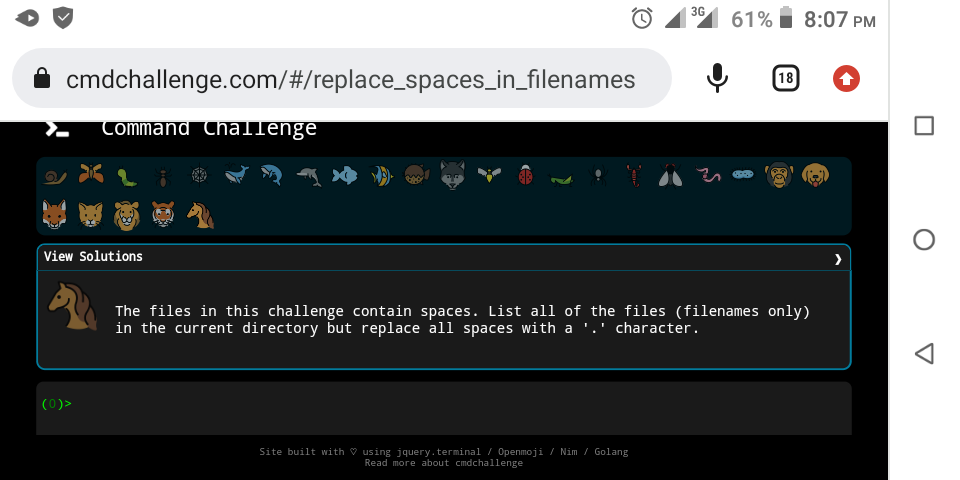 3G 61% 8:07 PM
cmdchallenge.com/#/replace_spaces_in_filenames
18
>_ Command Challenge
View Solutions ❯
The files in this challenge contain spaces. List all of the files (filenames only)
in the current directory but replace all spaces with a '.' character.
(0)>
Site built with ♡ using jquery.terminal / Openmoji / Nim / Golang
Read more about cmdchallenge